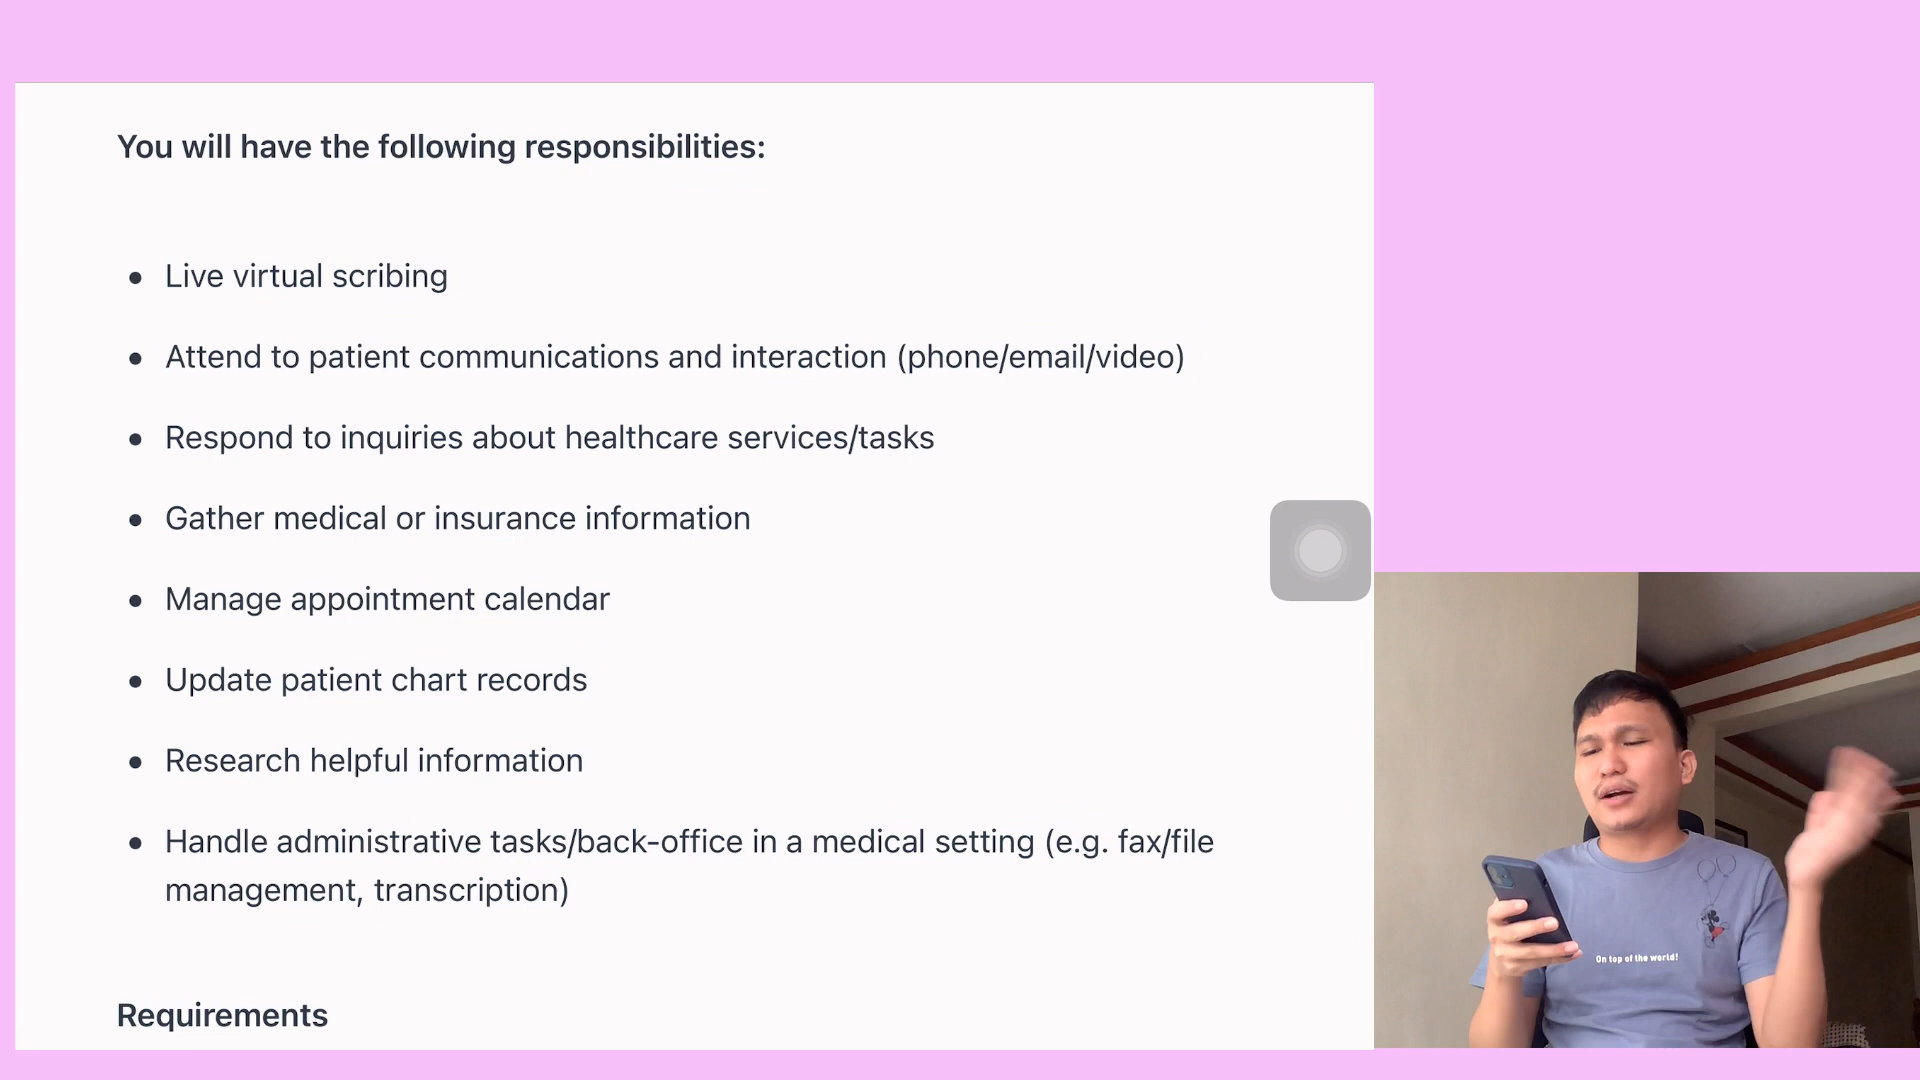 You will have the following responsibilities:
• Live virtual scribing
• Attend to patient communications and interaction (phone/email/video)
• Respond to inquiries about healthcare services/tasks
• Gather medical or insurance information
• Manage appointment calendar
• Update patient chart records
• Research helpful information
• Handle administrative tasks/back-office in a medical setting (e.g. fax/file
management, transcription)
On top of the world!
Requirements